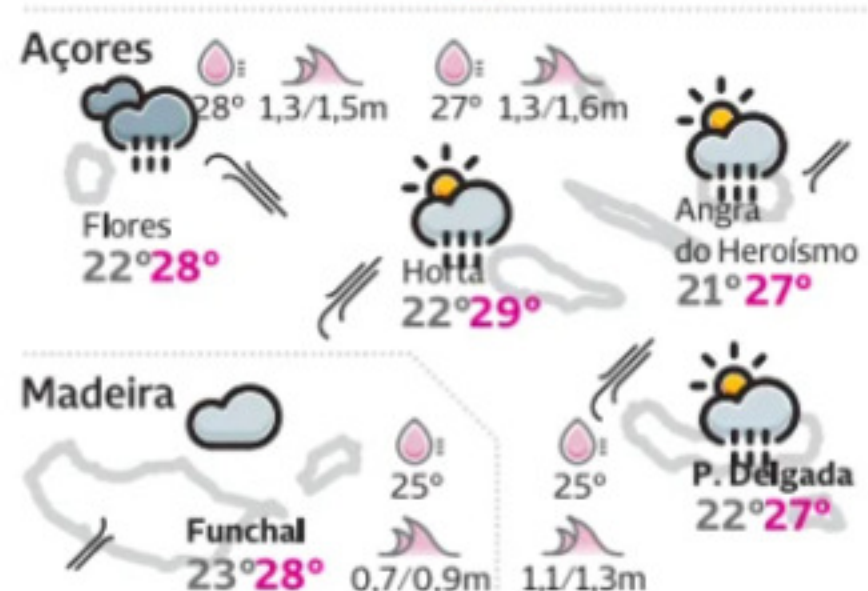 Açores
28° 1,3/1,5m 27° 1,3/1,6m
Flores
22° 28°
Horta
22° 29°
Angra
do Heroísmo
21° 27°
Madeira
25°
Funchal
23° 28°
0,7/0,9m
25°
1,1/1,3m
P. Delgada
22° 27°